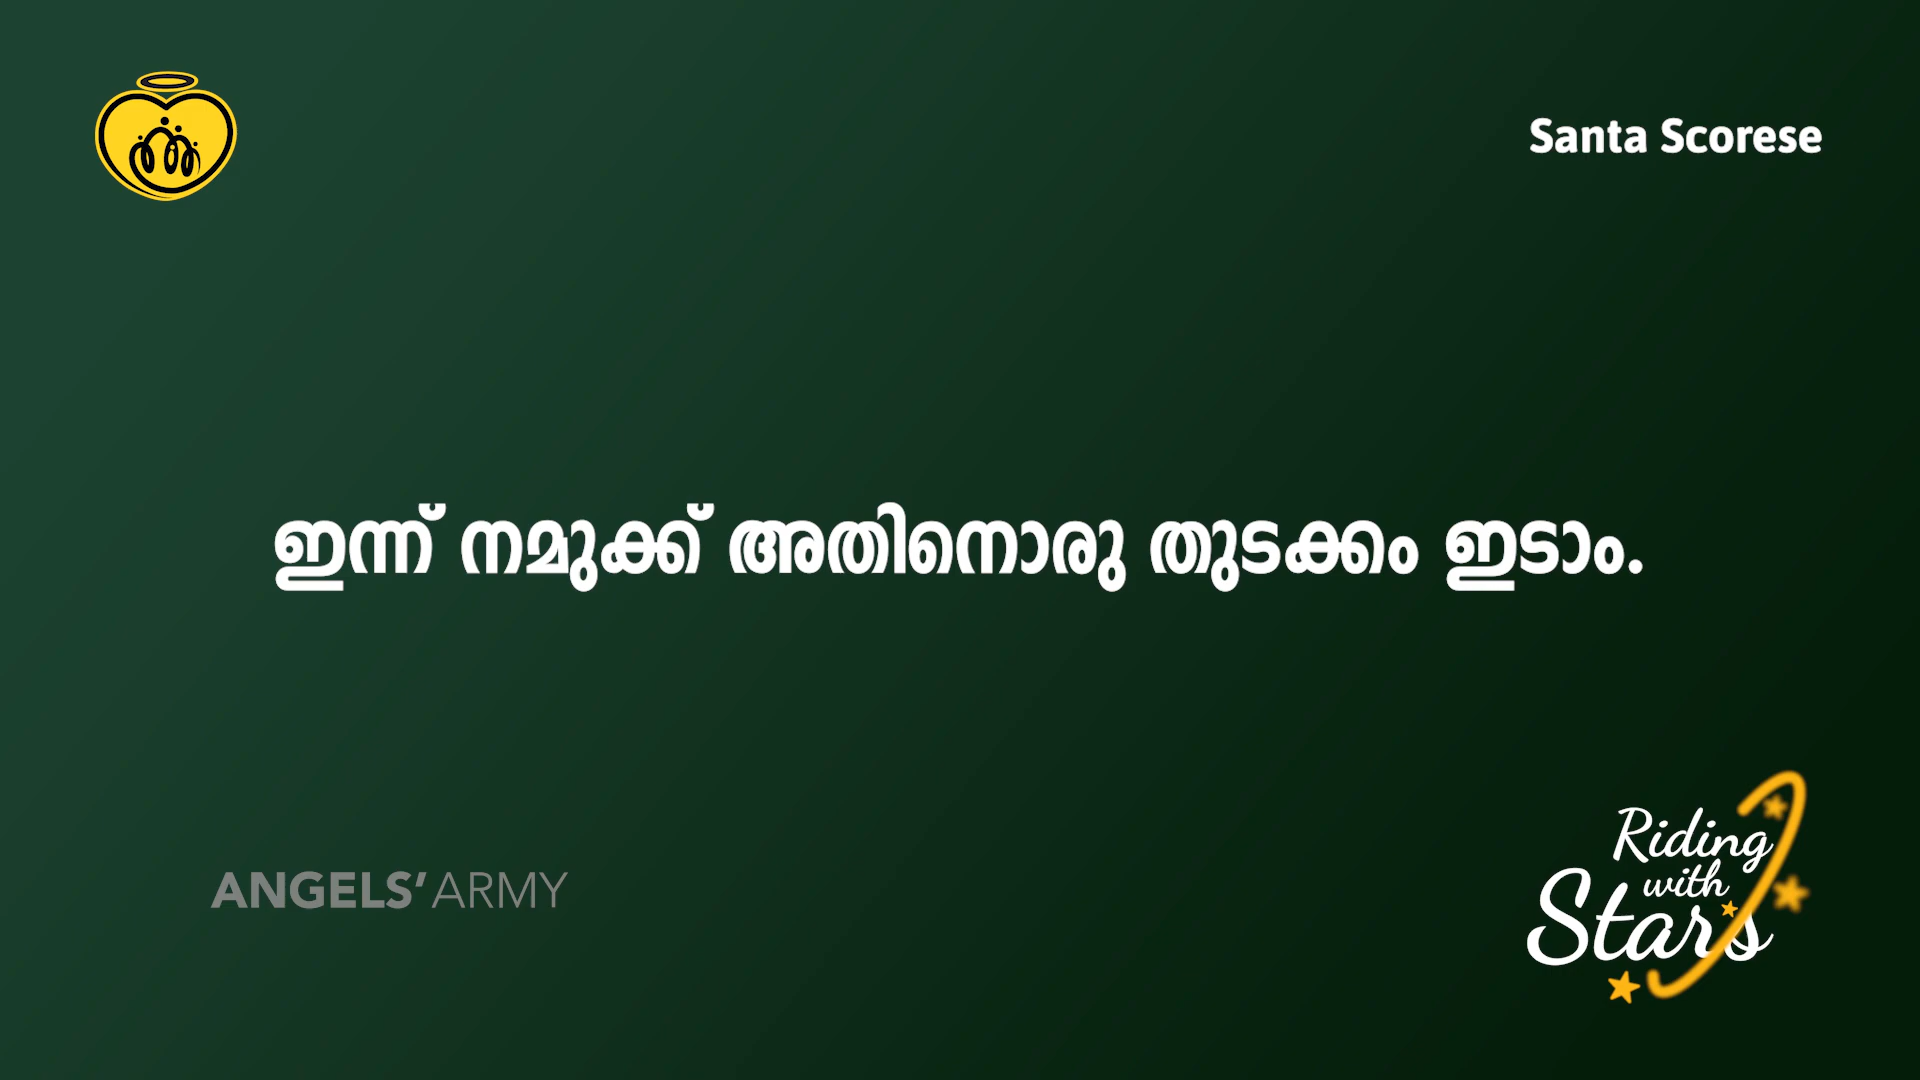 Santa Scorese
ഇന്ന് നമുക്ക് അതിനൊരു തുടക്കം ഇടാം.
ANGELS’ARMY
Riding
with
Stars